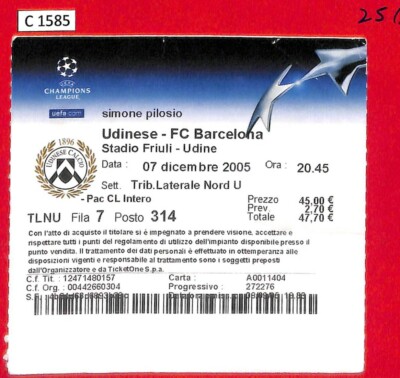 C 1585
25
UEFA
CHAMPIONS
LEAGUE.
uefa.com
simone pilosio
Udinese - FC Barcelona
Stadio Friuli - Udine
1896
UDINESE CALCIO
Data : 07 dicembre 2005 Ora : 20.45
Sett. Trib.Laterale Nord U
- Pac CL Intero
Prezzo 45,00 €
Prev. 2,70 €
TLNU Fila 7 Posto 314 Totale 47,70 €
Con l'atto di acquisto il titolare si è impegnato a prendere visione, accettare e
rispettare tutti i punti del regolamento di utilizzo dell'impianto disponibile presso il
punto vendita. Il trattamento dei dati personali è effettuato in ottemperanza alle
disposizioni vigenti e responsabile al trattamento sono i seguetti preposti
dall'Organizzatore e da TicketOne S.p.a.
C.f. Tit. : 12471480157 Carta : A0011404
C.f. Org. : 00442660304 Progressivo : 272276